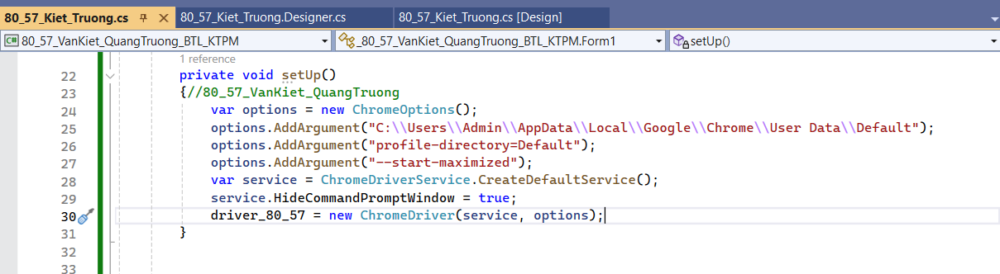 80_57_Kiet_Truong.cs 80_57_Kiet_Truong.Designer.cs 80_57_Kiet_Truong.cs [Design]
C# 80_57_VanKiet_QuangTruong_BTL_KTPM _80_57_VanKiet_QuangTruong_BTL_KTPM.Form1 setUp()
1 reference
22 private void setUp()
23 {//80_57_VanKiet_QuangTruong
24 var options = new ChromeOptions();
25 options.AddArgument("C:\\Users\\Admin\\AppData\\Local\\Google\\Chrome\\User Data\\Default");
26 options.AddArgument("profile-directory=Default");
27 options.AddArgument("--start-maximized");
28 var service = ChromeDriverService.CreateDefaultService();
29 service.HideCommandPromptWindow = true;
30 driver_80_57 = new ChromeDriver(service, options);
31 }
32
33